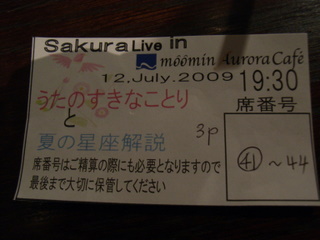 Sakura Live in
móómin Aurora Café
12,July.2009 19:30
うたのすきなことり
と
夏の星座解説
3p
席番号
㊶~44
席番号はご精算の際にも必要となりますので
最後まで大切に保管してください